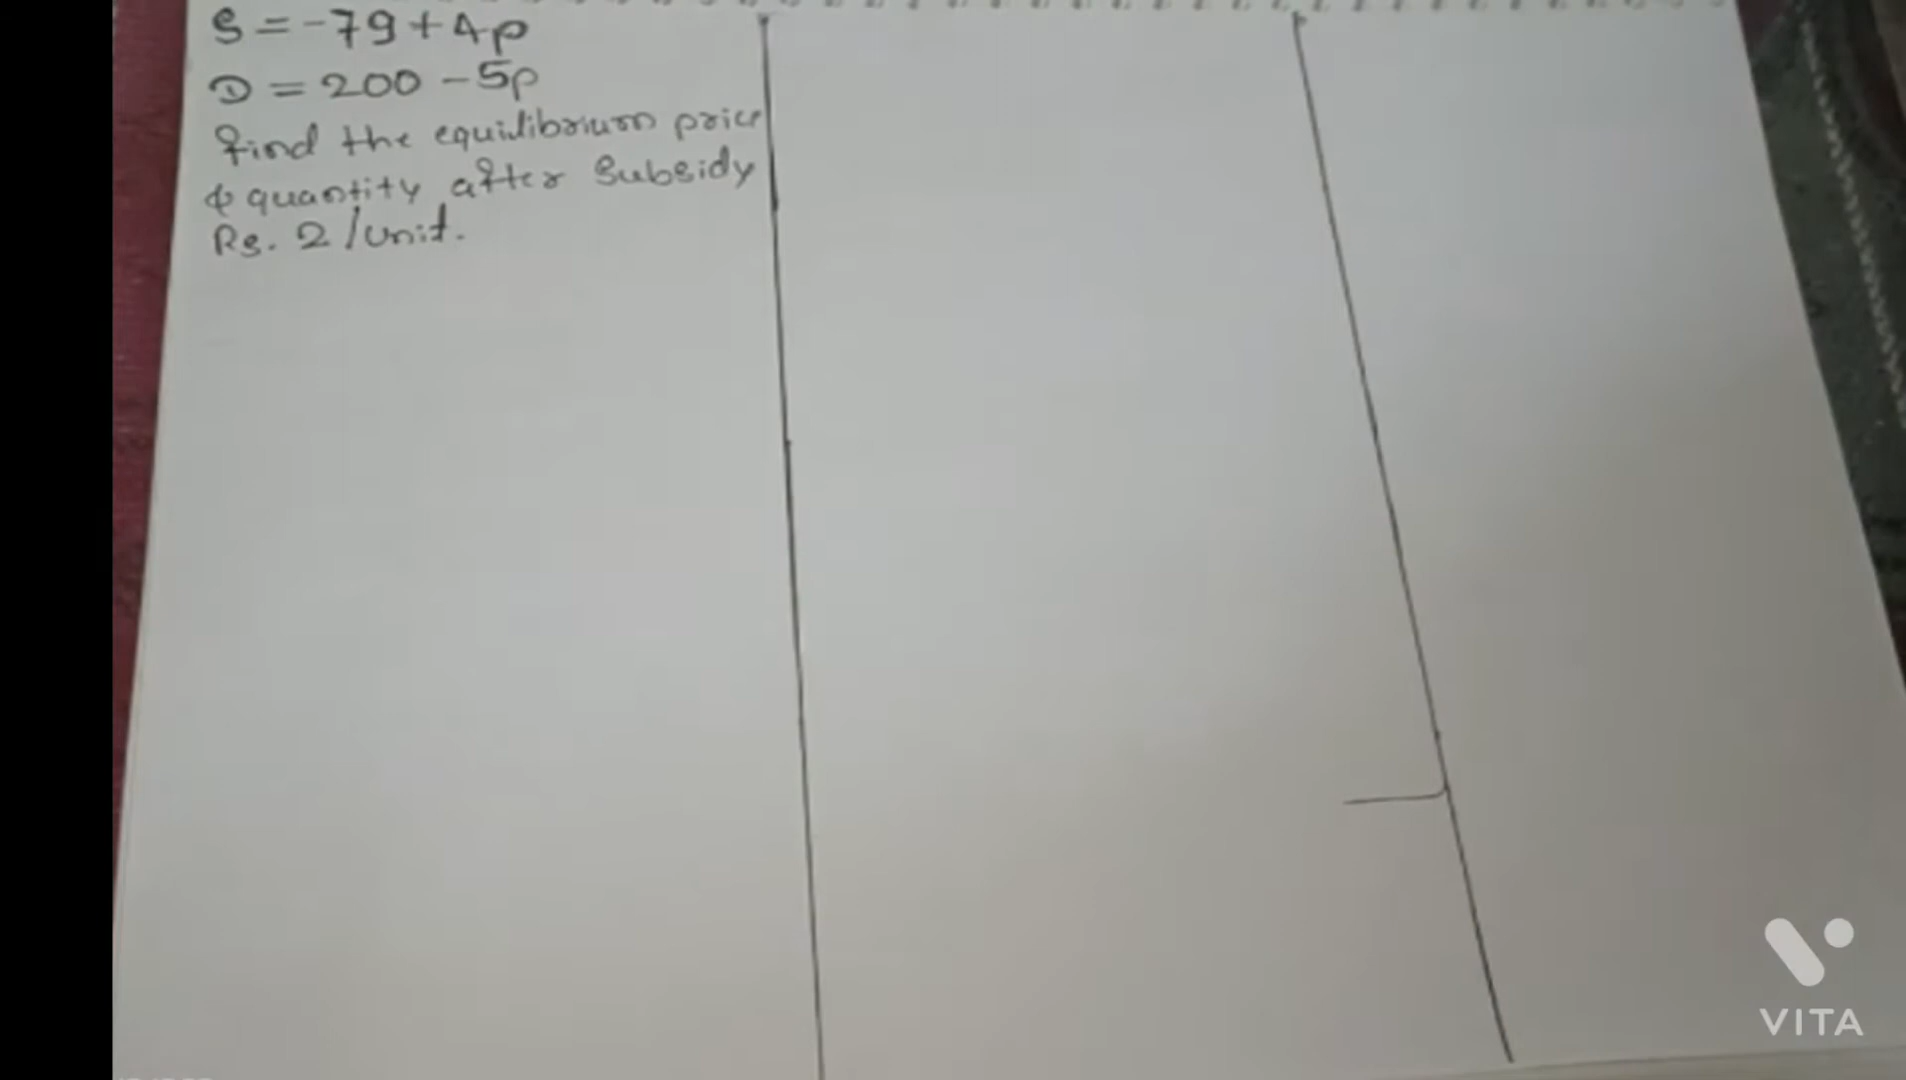 S = -79 + 4p
D = 200 - 5p
find the equilibrium price
& quantity after Subsidy
Rs. 2/unit.
VITA